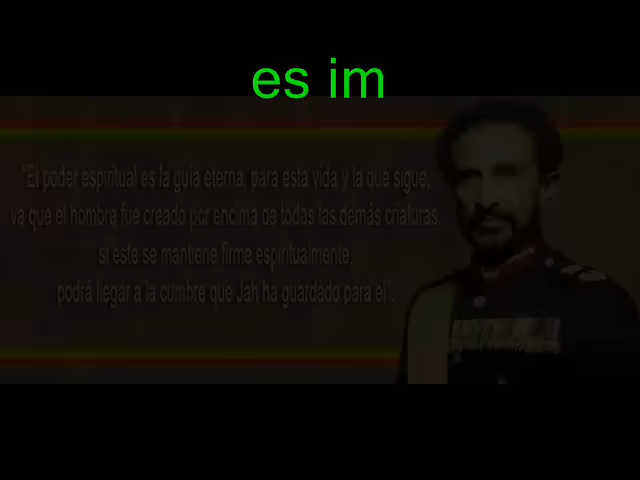 es im
"El poder espiritual es la guía eterna, para esta vida y la que sigue,
ya que el hombre fue creado por encima de todas las demás criaturas,
si este se mantiene firme espiritualmente,
podrá llegar a la cumbre que Jah ha guardado para el".